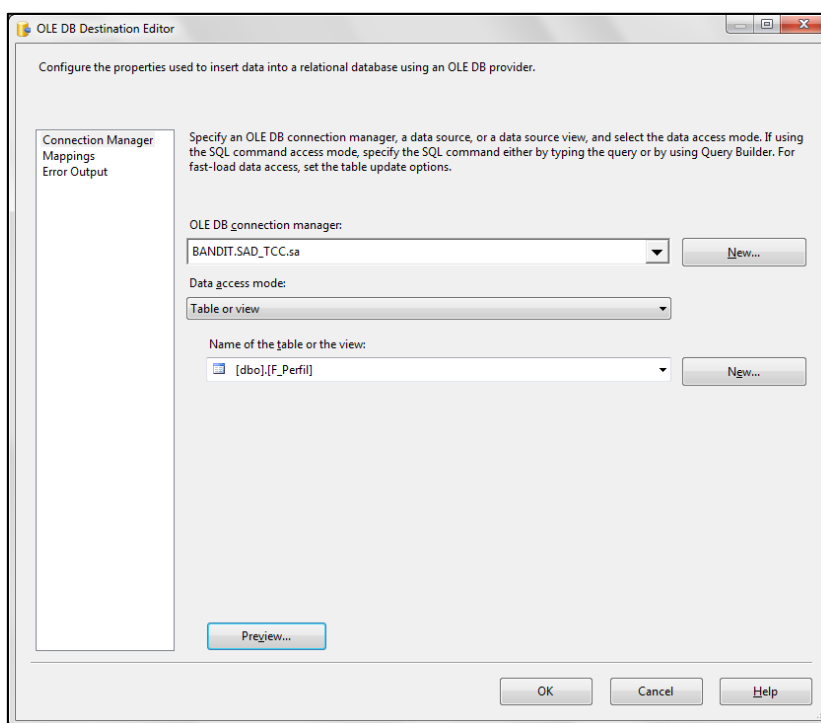 OLE DB Destination Editor
Configure the properties used to insert data into a relational database using an OLE DB provider.
Connection Manager
Mappings
Error Output
Specify an OLE DB connection manager, a data source, or a data source view, and select the data access mode. If using
the SQL command access mode, specify the SQL command either by typing the query or by using Query Builder. For
fast-load data access, set the table update options.
OLE DB connection manager:
BANDIT.SAD_TCC.sa
New...
Data access mode:
Table or view
Name of the table or the view:
[dbo].[F_Perfil]
New...
Preview...
OK
Cancel
Help